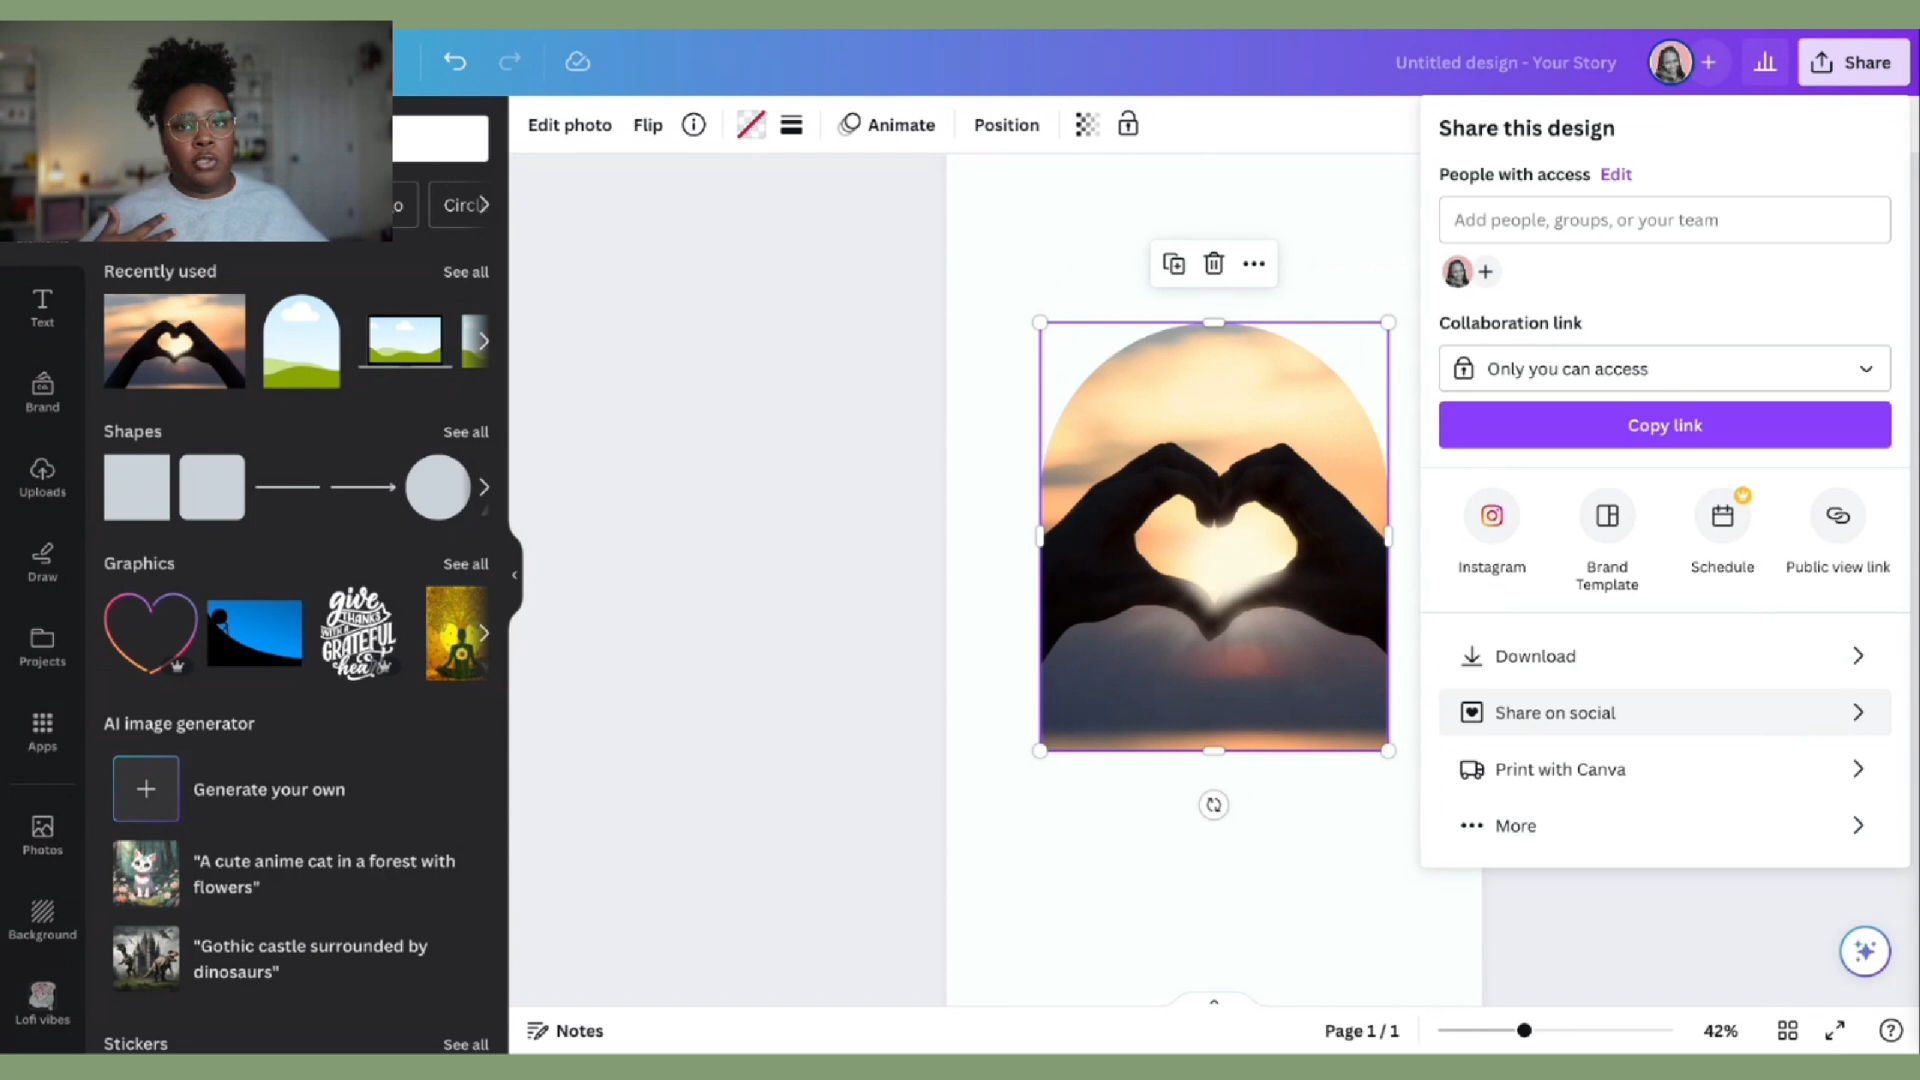 Untitled design - Your Story
Share
Edit photo
Flip
Animate
Position
o
Circl
Recently used
See all
Shapes
See all
Graphics
See all
give
THANKS
WITH A
GRATEFUL
hea
AI image generator
Generate your own
"A cute anime cat in a forest with
flowers"
"Gothic castle surrounded by
dinosaurs"
Stickers
See all
Text
Brand
Uploads
Draw
Projects
Apps
Photos
Background
Lofi vibes
Share this design
People with access Edit
Add people, groups, or your team
Collaboration link
Only you can access
Copy link
Instagram
Brand
Template
Schedule
Public view link
Download
Share on social
Print with Canva
More
Notes
Page 1 / 1
42%